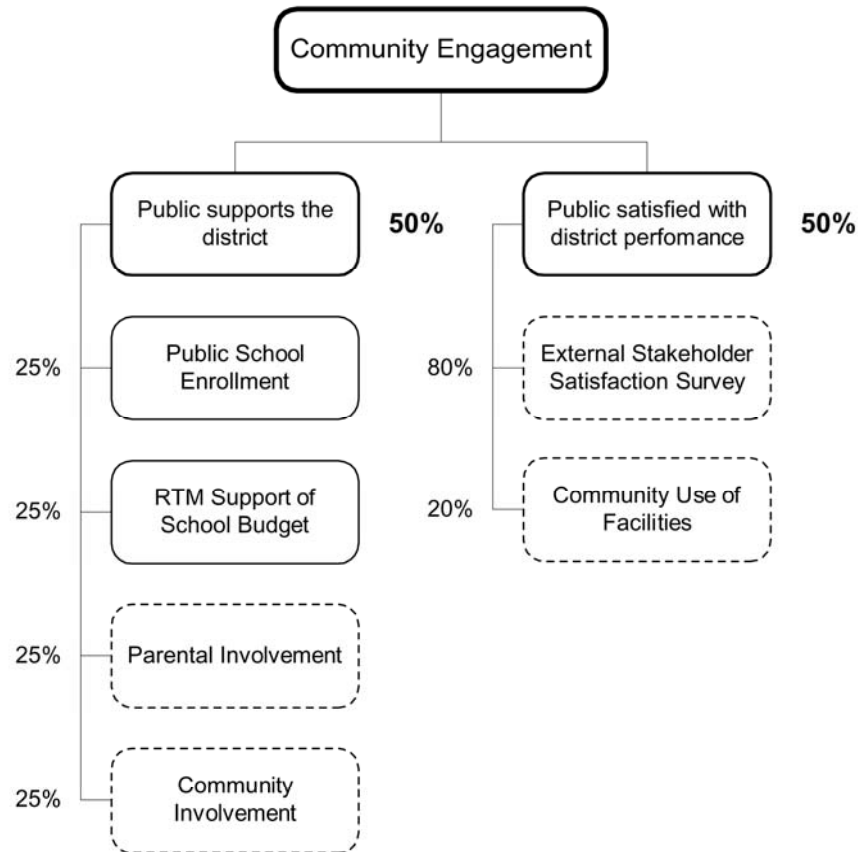 Community Engagement
Public supports the
district
50%
Public satisfied with
district perfomance
50%
25%
Public School
Enrollment
80%
External Stakeholder
Satisfaction Survey
25%
RTM Support of
School Budget
20%
Community Use of
Facilities
25%
Parental Involvement
25%
Community
Involvement